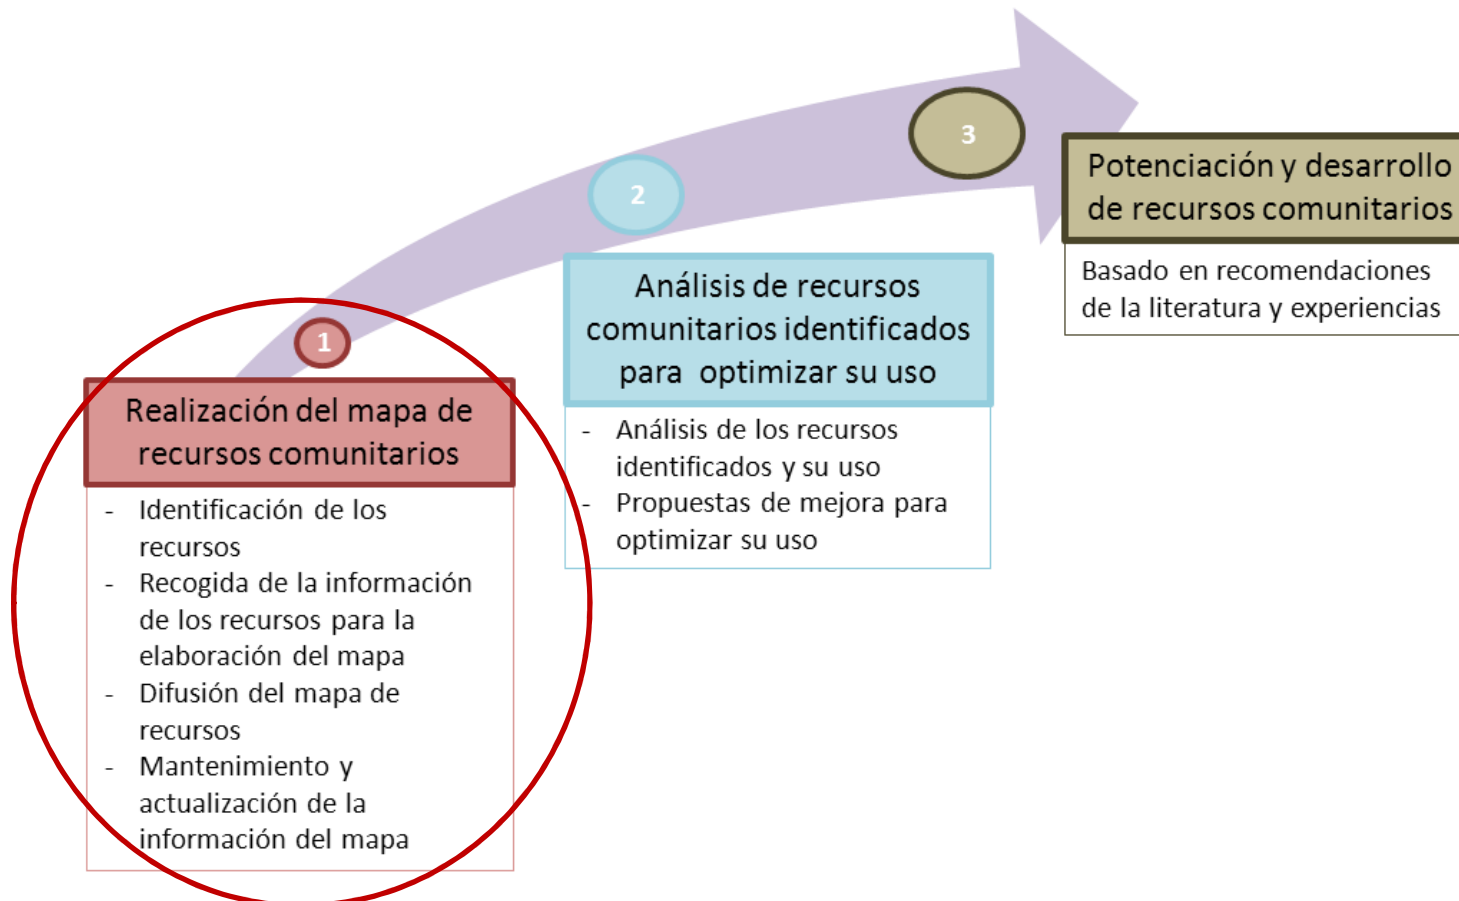 1
Realización del mapa de
recursos comunitarios
- Identificación de los
recursos
- Recogida de la información
de los recursos para la
elaboración del mapa
- Difusión del mapa de
recursos
- Mantenimiento y
actualización de la
información del mapa
2
Análisis de recursos
comunitarios identificados
para optimizar su uso
- Análisis de los recursos
identificados y su uso
- Propuestas de mejora para
optimizar su uso
3
Potenciación y desarrollo
de recursos comunitarios
Basado en recomendaciones
de la literatura y experiencias